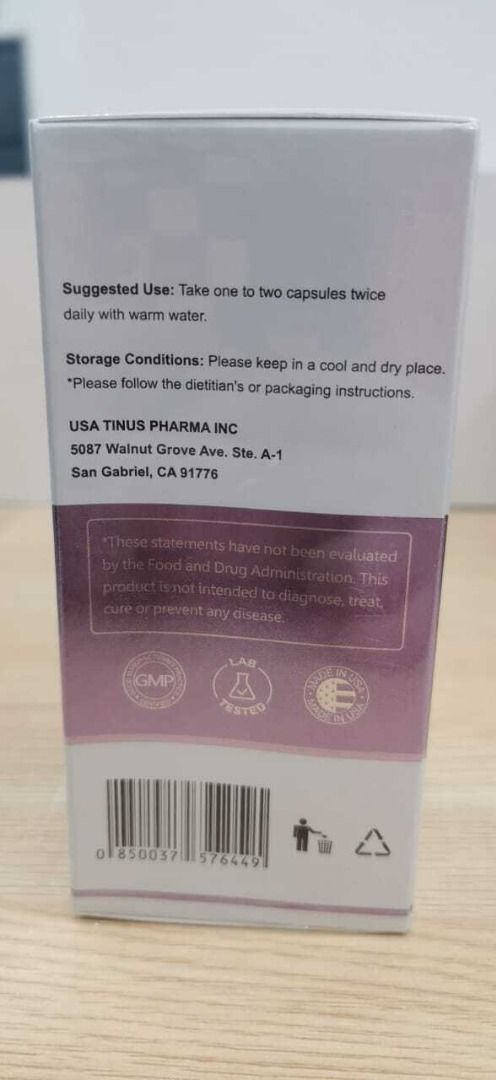 Suggested Use: Take one to two capsules twice
daily with warm water.
Storage Conditions: Please keep in a cool and dry place.
*Please follow the dietitian's or packaging instructions.
USA TINUS PHARMA INC
5087 Walnut Grove Ave. Ste. A-1
San Gabriel, CA 91776
*These statements have not been evaluated
by the Food and Drug Administration. This
product is not intended to diagnose, treat,
cure or prevent any disease.
GMP
LAB
TESTED
MADE IN USA
MADE IN USA
0 850037 576449